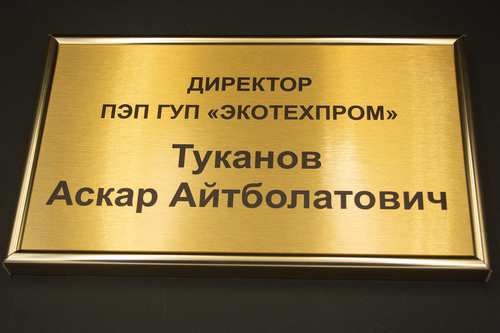 ДИРЕКТОР
ПЭП ГУП «ЭКОТЕХПРОМ»
Туканов
Аскар Айтболатович